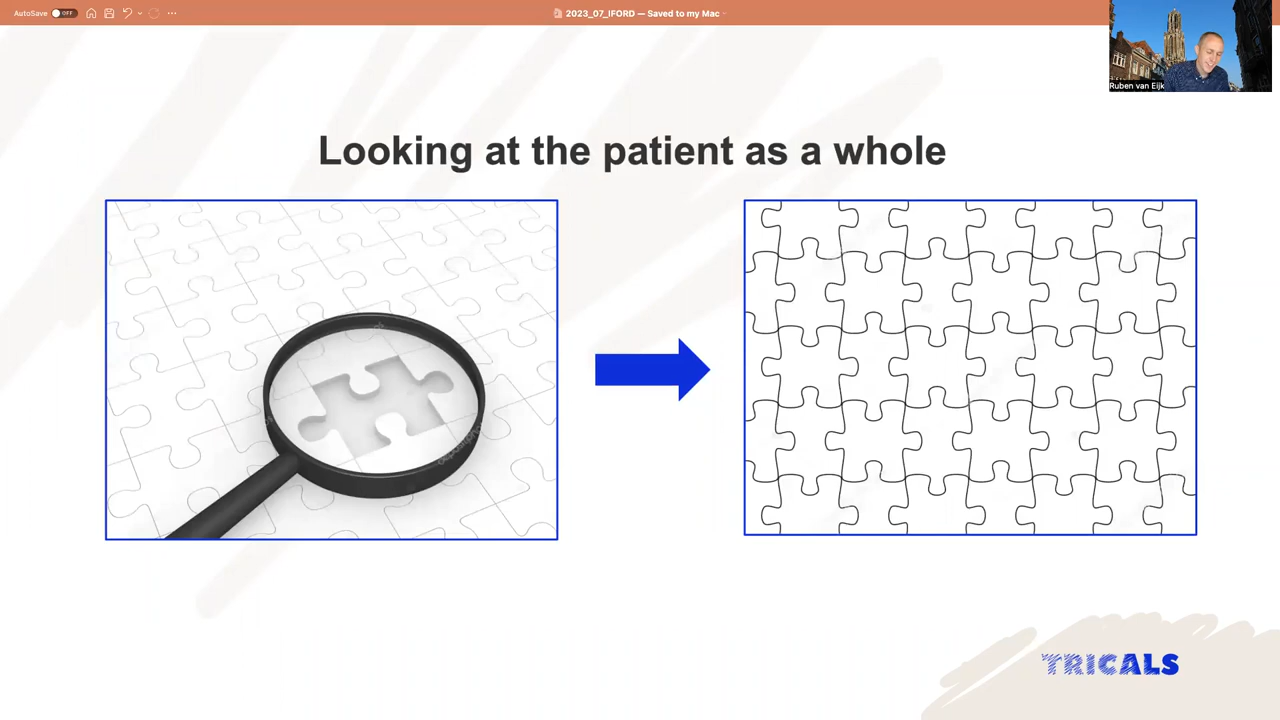 AutoSave OFF
2023_07_IFORD — Saved to my Mac
Ruben van Eijk
Looking at the patient as a whole
TRICALS